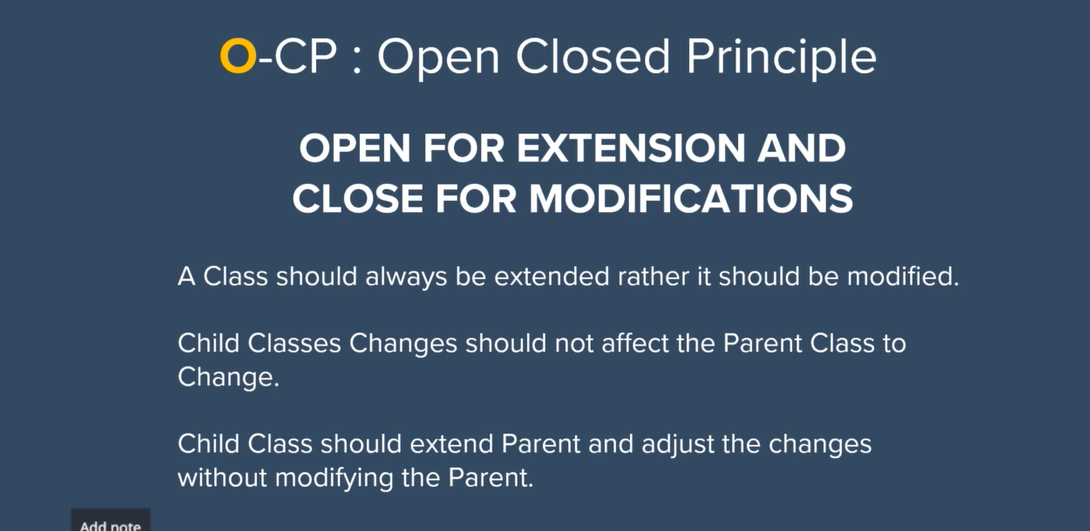 O-CP : Open Closed Principle
OPEN FOR EXTENSION AND
CLOSE FOR MODIFICATIONS
A Class should always be extended rather it should be modified.
Child Classes Changes should not affect the Parent Class to
Change.
Child Class should extend Parent and adjust the changes
without modifying the Parent.
Add note